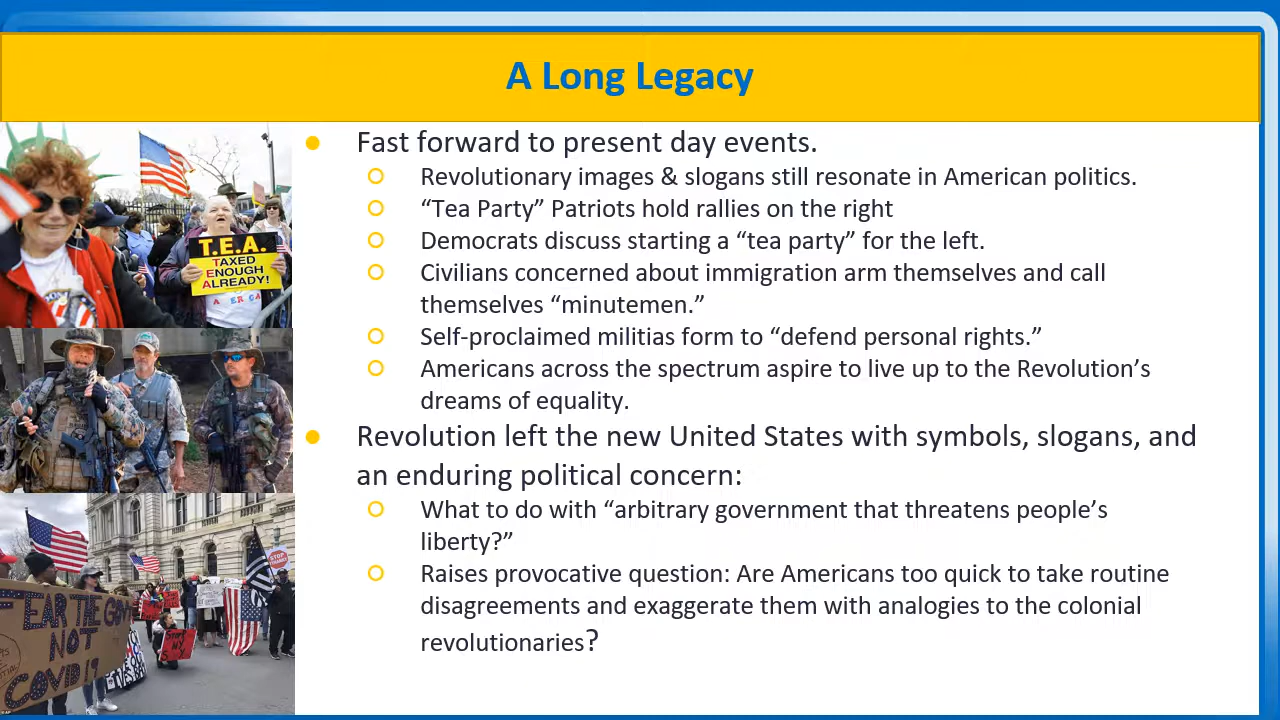 A Long Legacy
Fast forward to present day events.
Revolutionary images & slogans still resonate in American politics.
“Tea Party” Patriots hold rallies on the right
Democrats discuss starting a “tea party” for the left.
Civilians concerned about immigration arm themselves and call
themselves “minutemen.”
Self-proclaimed militias form to “defend personal rights.”
Americans across the spectrum aspire to live up to the Revolution’s
dreams of equality.
Revolution left the new United States with symbols, slogans, and
an enduring political concern:
What to do with “arbitrary government that threatens people’s
liberty?”
Raises provocative question: Are Americans too quick to take routine
disagreements and exaggerate them with analogies to the colonial
revolutionaries?
T.E.A.
TAXED
ENOUGH
ALREADY!
FEAR THE GOV
NOT
COVID19